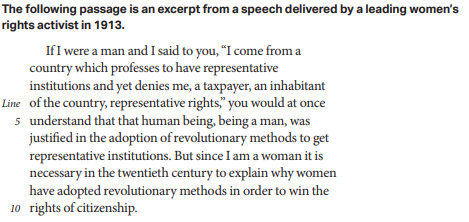 The following passage is an excerpt from a speech delivered by a leading women's
rights activist in 1913.
If I were a man and I said to you, “I come from a
country which professes to have representative
institutions and yet denies me, a taxpayer, an inhabitant
Line of the country, representative rights,” you would at once
5 understand that that human being, being a man, was
justified in the adoption of revolutionary methods to get
representative institutions. But since I am a woman it is
necessary in the twentieth century to explain why women
have adopted revolutionary methods in order to win the
10 rights of citizenship.